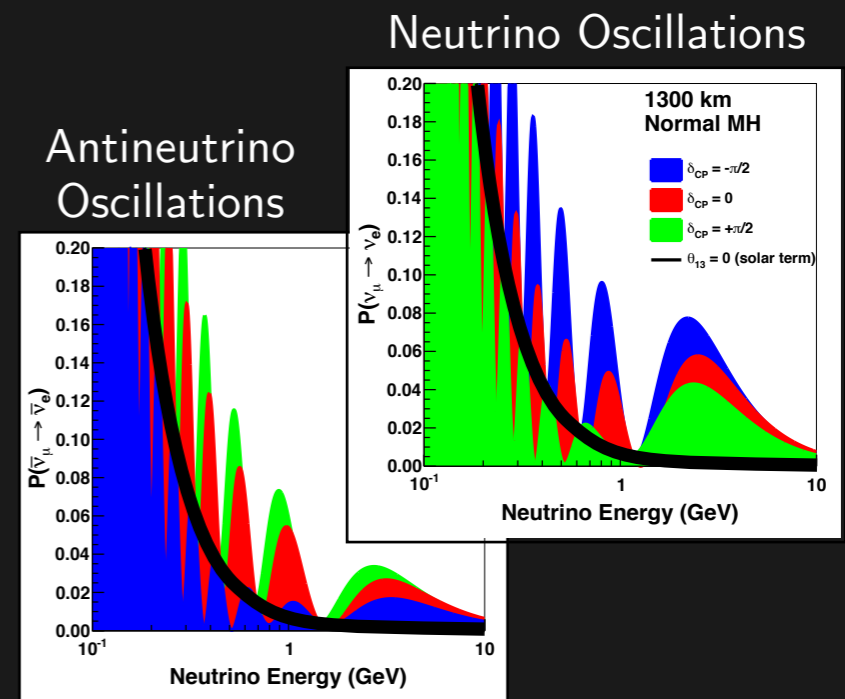 Neutrino Oscillations
Antineutrino
Oscillations
0.20
0.18
0.16
0.14
0.12
0.10
0.08
0.06
0.04
0.02
0.00
P(ν̄μ → ν̄e)
10⁻¹ 1 10
Neutrino Energy (GeV)
1300 km
Normal MH
δCP = -π/2
δCP = 0
δCP = +π/2
θ13 = 0 (solar term)
0.20
0.18
0.16
0.14
0.12
0.10
0.08
0.06
0.04
0.02
0.00
P(νμ → νe)
10⁻¹ 1 10
Neutrino Energy (GeV)